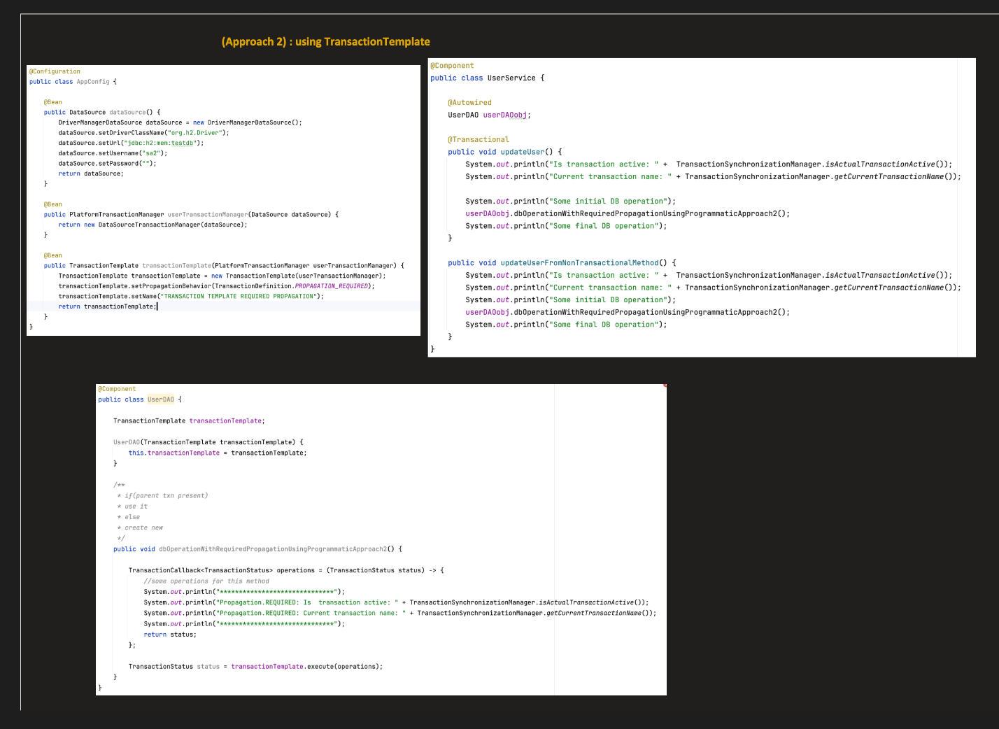 (Approach 2) : using TransactionTemplate
@Configuration
public class AppConfig {
@Bean
public DataSource dataSource() {
DriverManagerDataSource dataSource = new DriverManagerDataSource();
dataSource.setDriverClassName("org.h2.Driver");
dataSource.setUrl("jdbc:h2:mem:testdb");
dataSource.setUsername("sa2");
dataSource.setPassword("");
return dataSource;
}
@Bean
public PlatformTransactionManager userTransactionManager(DataSource dataSource) {
return new DataSourceTransactionManager(dataSource);
}
@Bean
public TransactionTemplate transactionTemplate(PlatformTransactionManager userTransactionManager) {
TransactionTemplate transactionTemplate = new TransactionTemplate(userTransactionManager);
transactionTemplate.setPropagationBehavior(TransactionDefinition.PROPAGATION_REQUIRED);
transactionTemplate.setName("TRANSACTION TEMPLATE REQUIRED PROPAGATION");
return transactionTemplate;
}
}
@Component
public class UserService {
@Autowired
UserDAO userDAOobj;
@Transactional
public void updateUser() {
System.out.println("Is transaction active: " +  TransactionSynchronizationManager.isActualTransactionActive());
System.out.println("Current transaction name: " + TransactionSynchronizationManager.getCurrentTransactionName());
System.out.println("Some initial DB operation");
userDAOobj.dbOperationWithRequiredPropagationUsingProgrammaticApproach2();
System.out.println("Some final DB operation");
}
public void updateUserFromNonTransactionalMethod() {
System.out.println("Is transaction active: " +  TransactionSynchronizationManager.isActualTransactionActive());
System.out.println("Current transaction name: " + TransactionSynchronizationManager.getCurrentTransactionName());
System.out.println("Some initial DB operation");
userDAOobj.dbOperationWithRequiredPropagationUsingProgrammaticApproach2();
System.out.println("Some final DB operation");
}
}
@Component
public class UserDAO {
TransactionTemplate transactionTemplate;
UserDAO(TransactionTemplate transactionTemplate) {
this.transactionTemplate = transactionTemplate;
}
/**
* if(parent txn present)
* use it
* else
* create new
*/
public void dbOperationWithRequiredPropagationUsingProgrammaticApproach2() {
TransactionCallback<TransactionStatus> operations = (TransactionStatus status) -> {
//some operations for this method
System.out.println("******************************");
System.out.println("Propagation.REQUIRED: Is  transaction active: " + TransactionSynchronizationManager.isActualTransactionActive());
System.out.println("Propagation.REQUIRED: Current transaction name: " + TransactionSynchronizationManager.getCurrentTransactionName());
System.out.println("******************************");
return status;
};
TransactionStatus status = transactionTemplate.execute(operations);
}
}